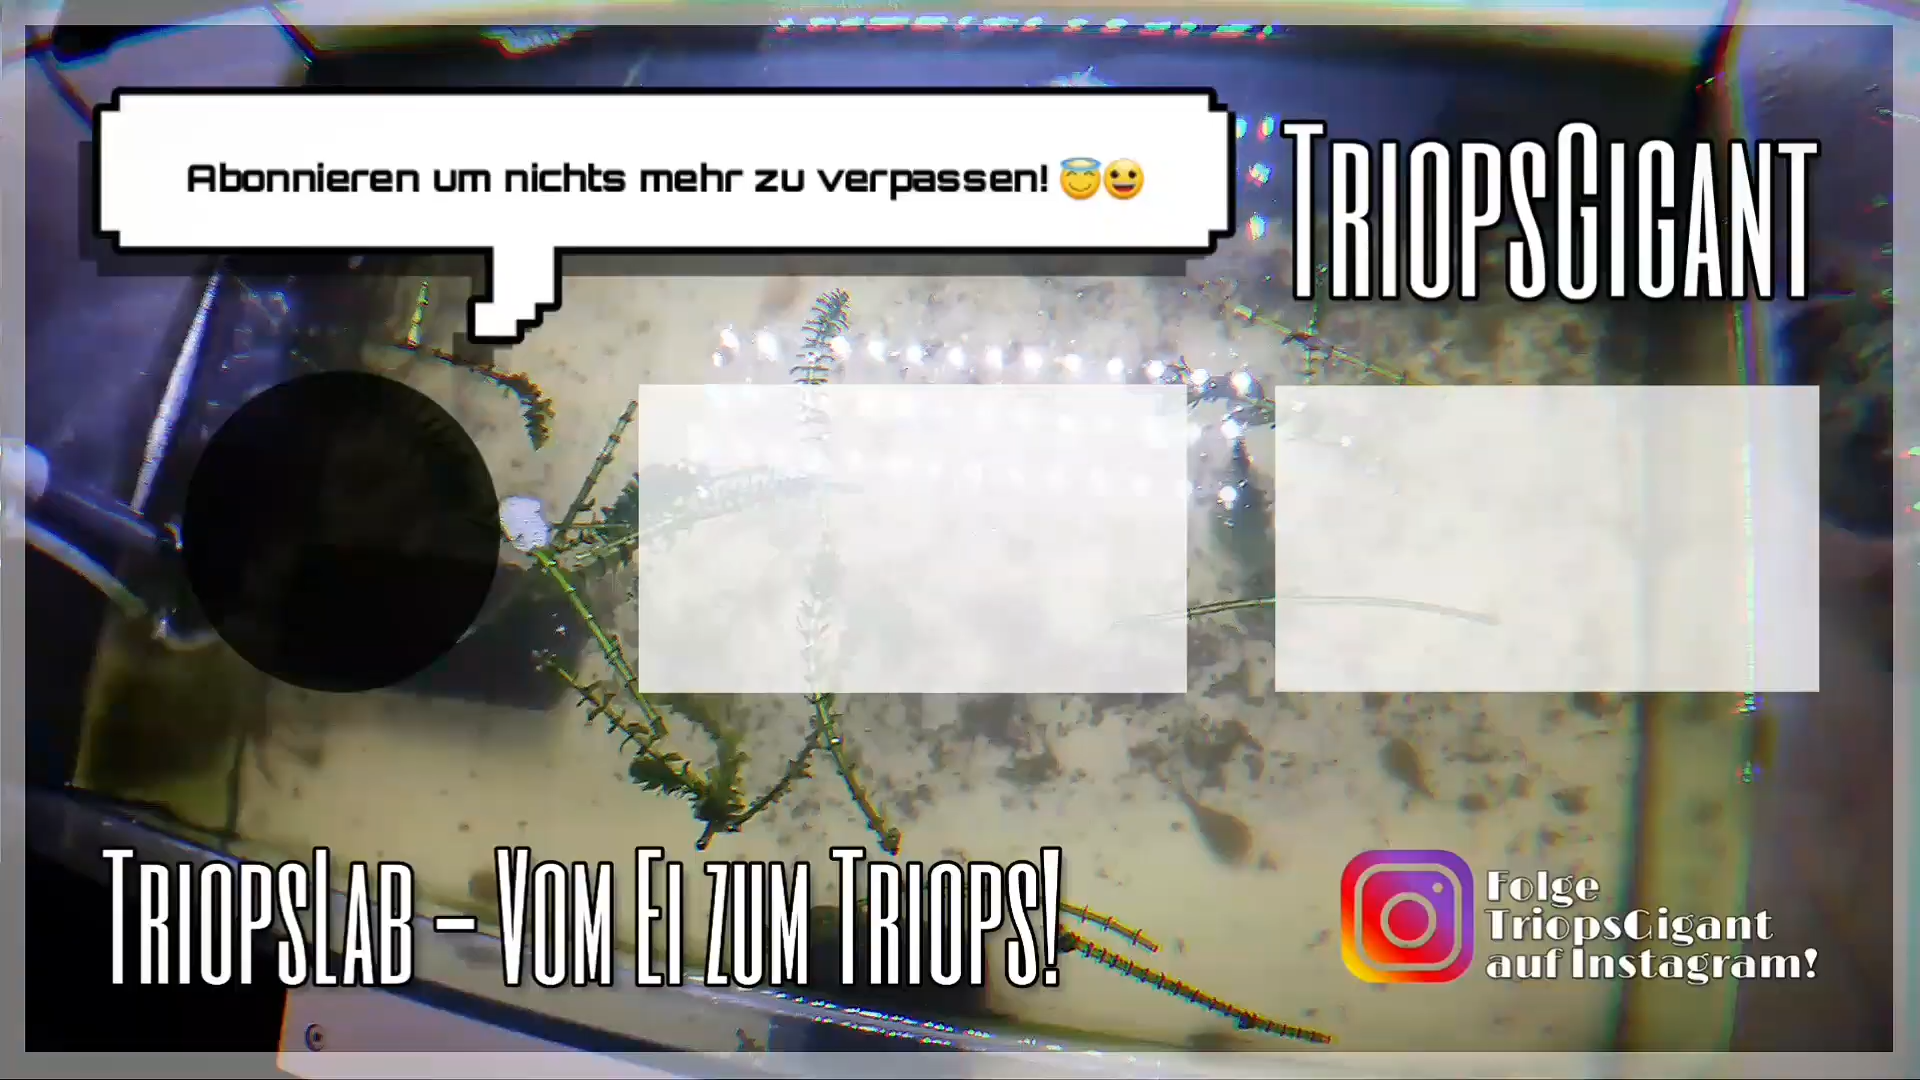 Abonnieren um nichts mehr zu verpassen! 😇😀
TriopsGigant
TriopsLab – Vom Ei zum Triops!
Folge
TriopsGigant
auf Instagram!